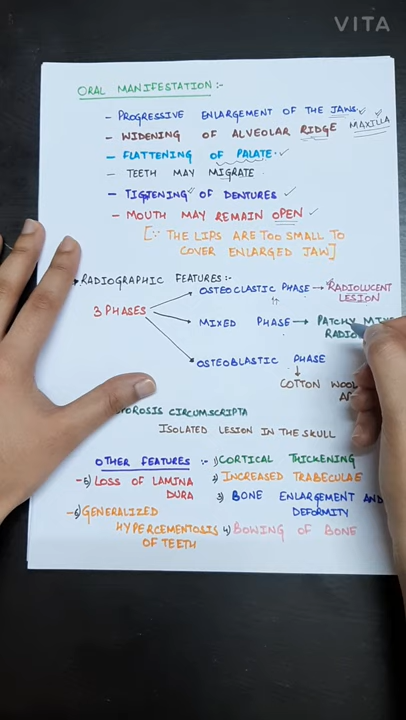 VITA
ORAL MANIFESTATION :-
- PROGRESSIVE ENLARGEMENT OF THE JAWS
- WIDENING OF ALVEOLAR RIDGE MAXILLA
- FLATTENING OF PALATE.
- TEETH MAY MIGRATE
- TIGTENING OF DENTURES
- MOUTH MAY REMAIN OPEN
[∵ THE LIPS ARE TOO SMALL TO
COVER ENLARGED JAW]
RADIOGRAPHIC FEATURES :-
3 PHASES
OSTEOCLASTIC PHASE → RADIOLUCENT
LESION
MIXED PHASE → PATCHY
OSTEOBLASTIC PHASE
COTTON WOOL
CIRCUMSCRIPTA
ISOLATED LESION IN THE SKULL
OTHER FEATURES :- 1) CORTICAL THICKENING
- 5) LOSS OF LAMINA
DURA
2) INCREASED TRABECULAE
3) BONE ENLARGEMENT AND
DEFORMITY
- 6) GENERALIZED
HYPERCEMENTOSIS
OF TEETH
4) BOWING OF BONE